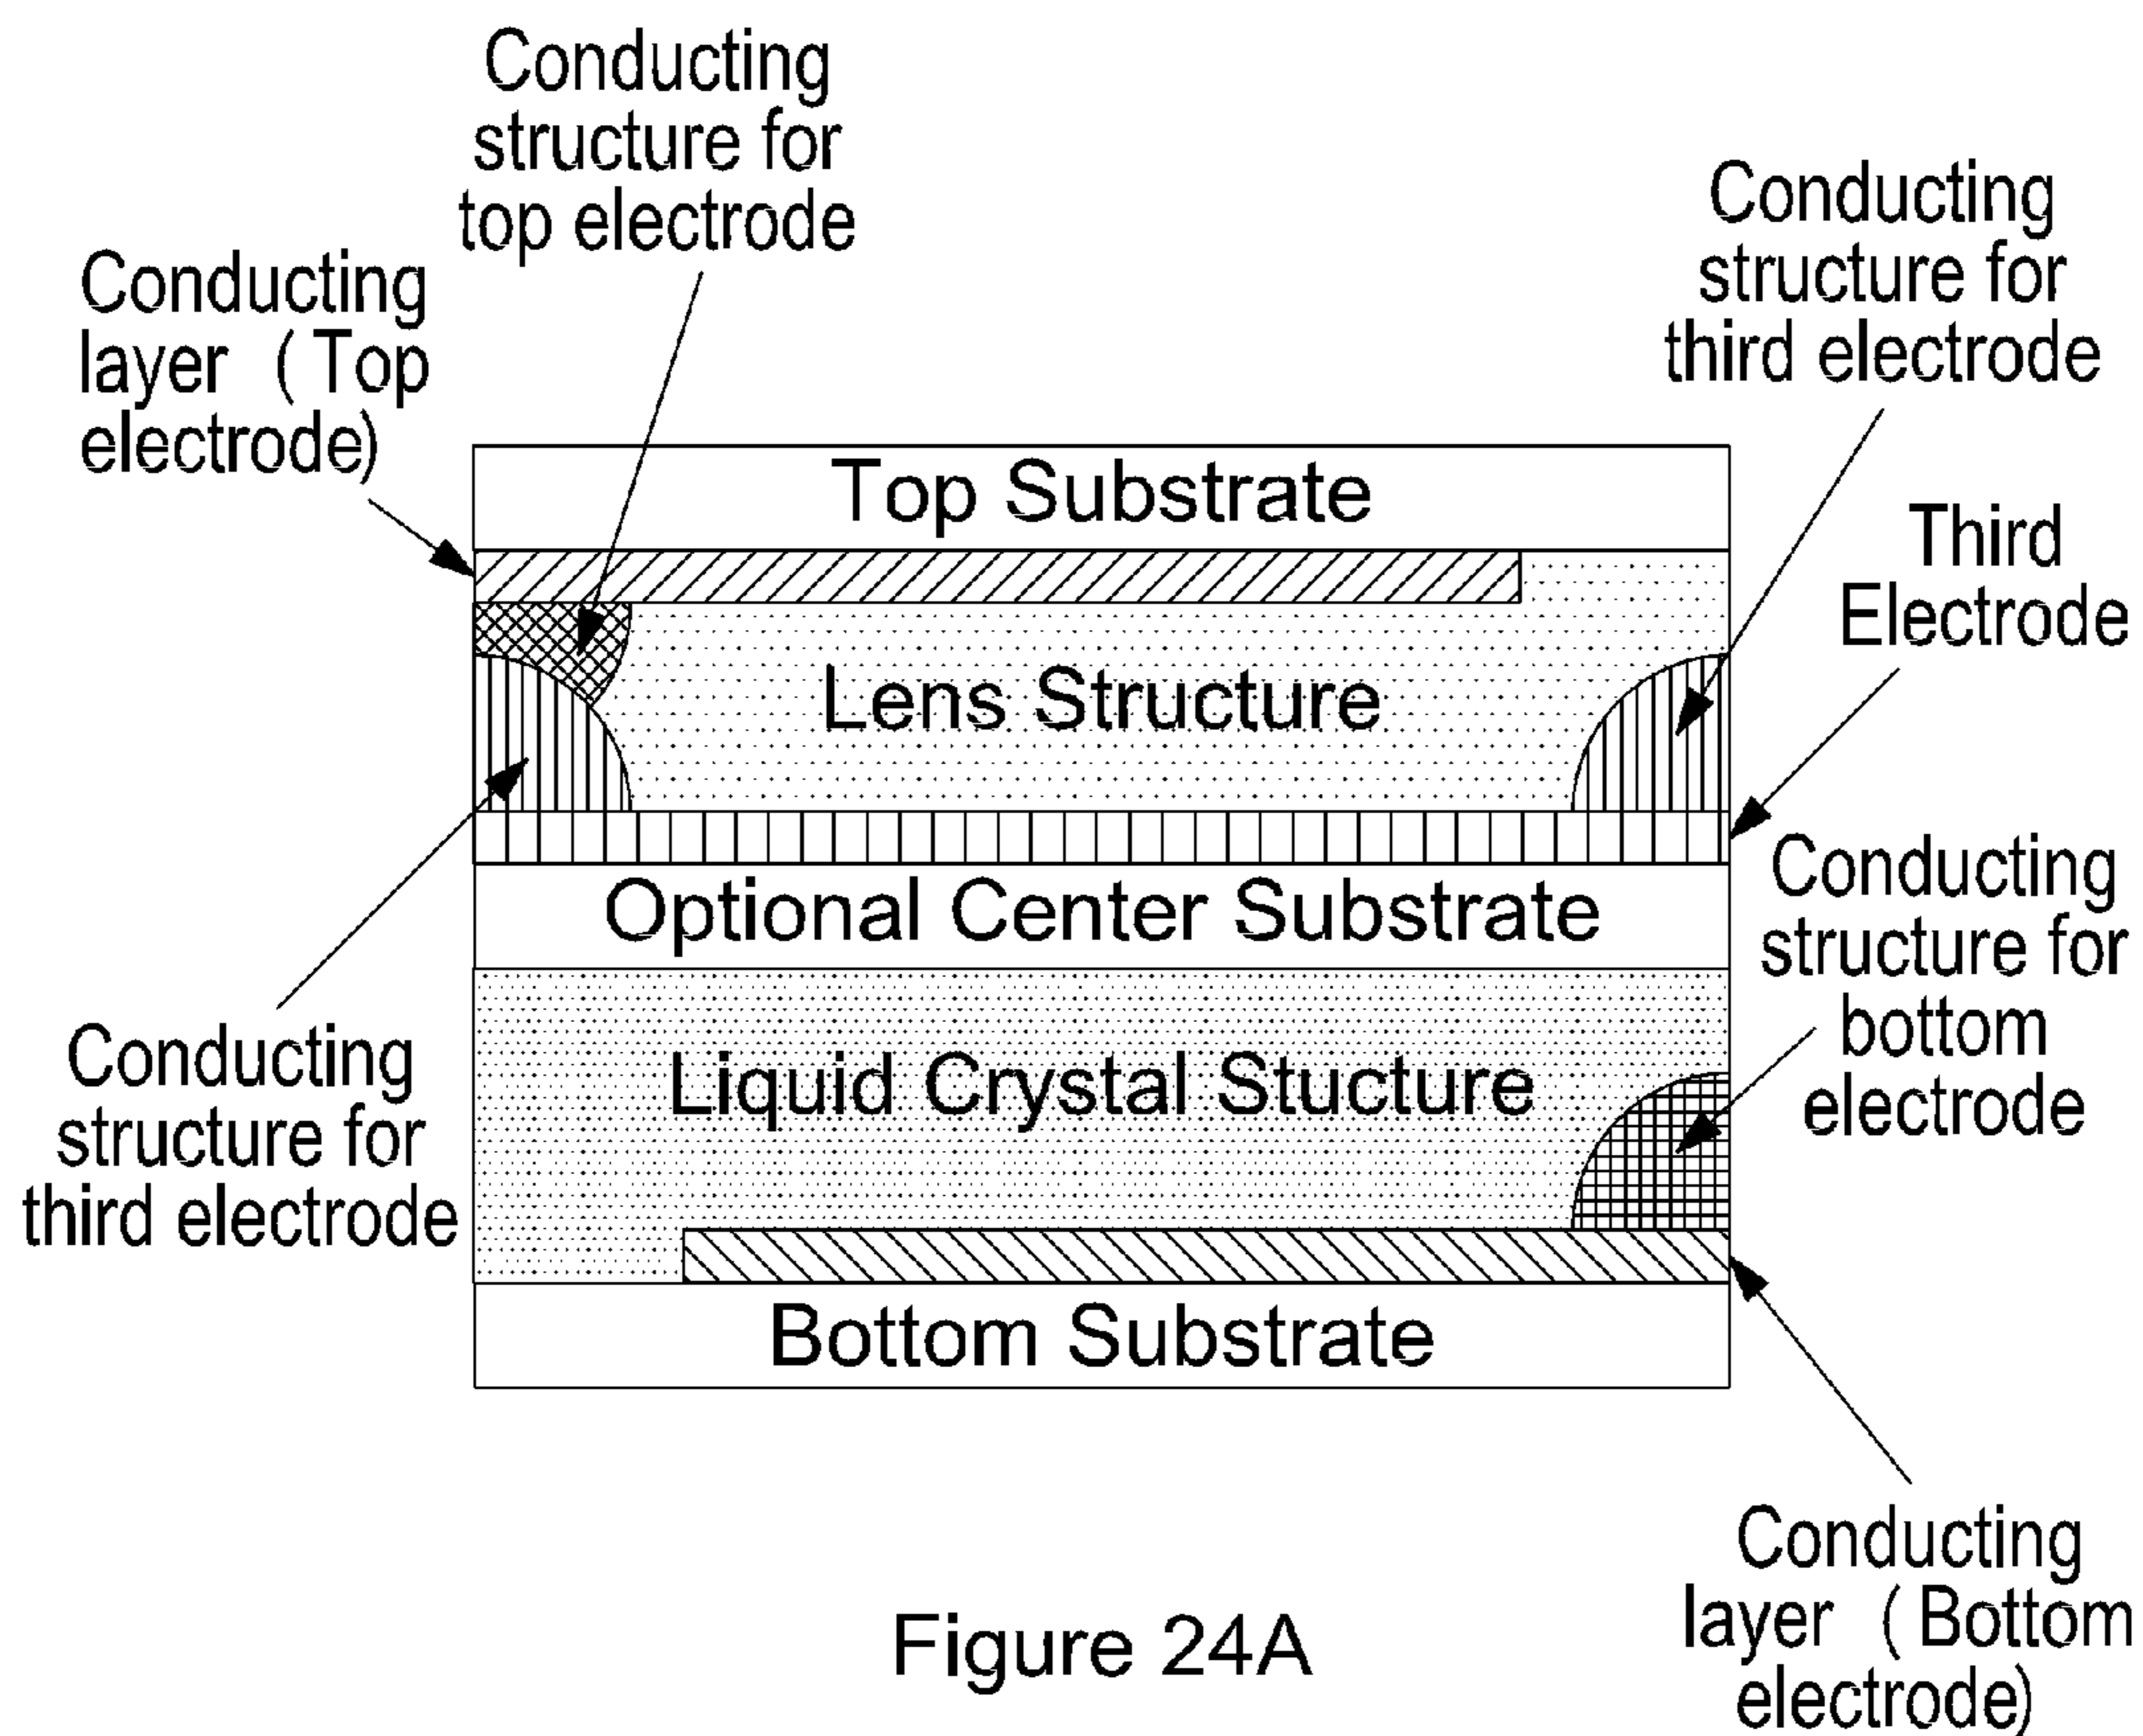 Conducting
structure for
top electrode
Conducting
layer (Top
electrode)
Conducting
structure for
third electrode
Third
Electrode
Top Substrate
Lens Structure
Optional Center Substrate
Liquid Crystal Stucture
Bottom Substrate
Conducting
structure for
third electrode
Conducting
structure for
bottom
electrode
Conducting
layer (Bottom
electrode)
Figure 24A